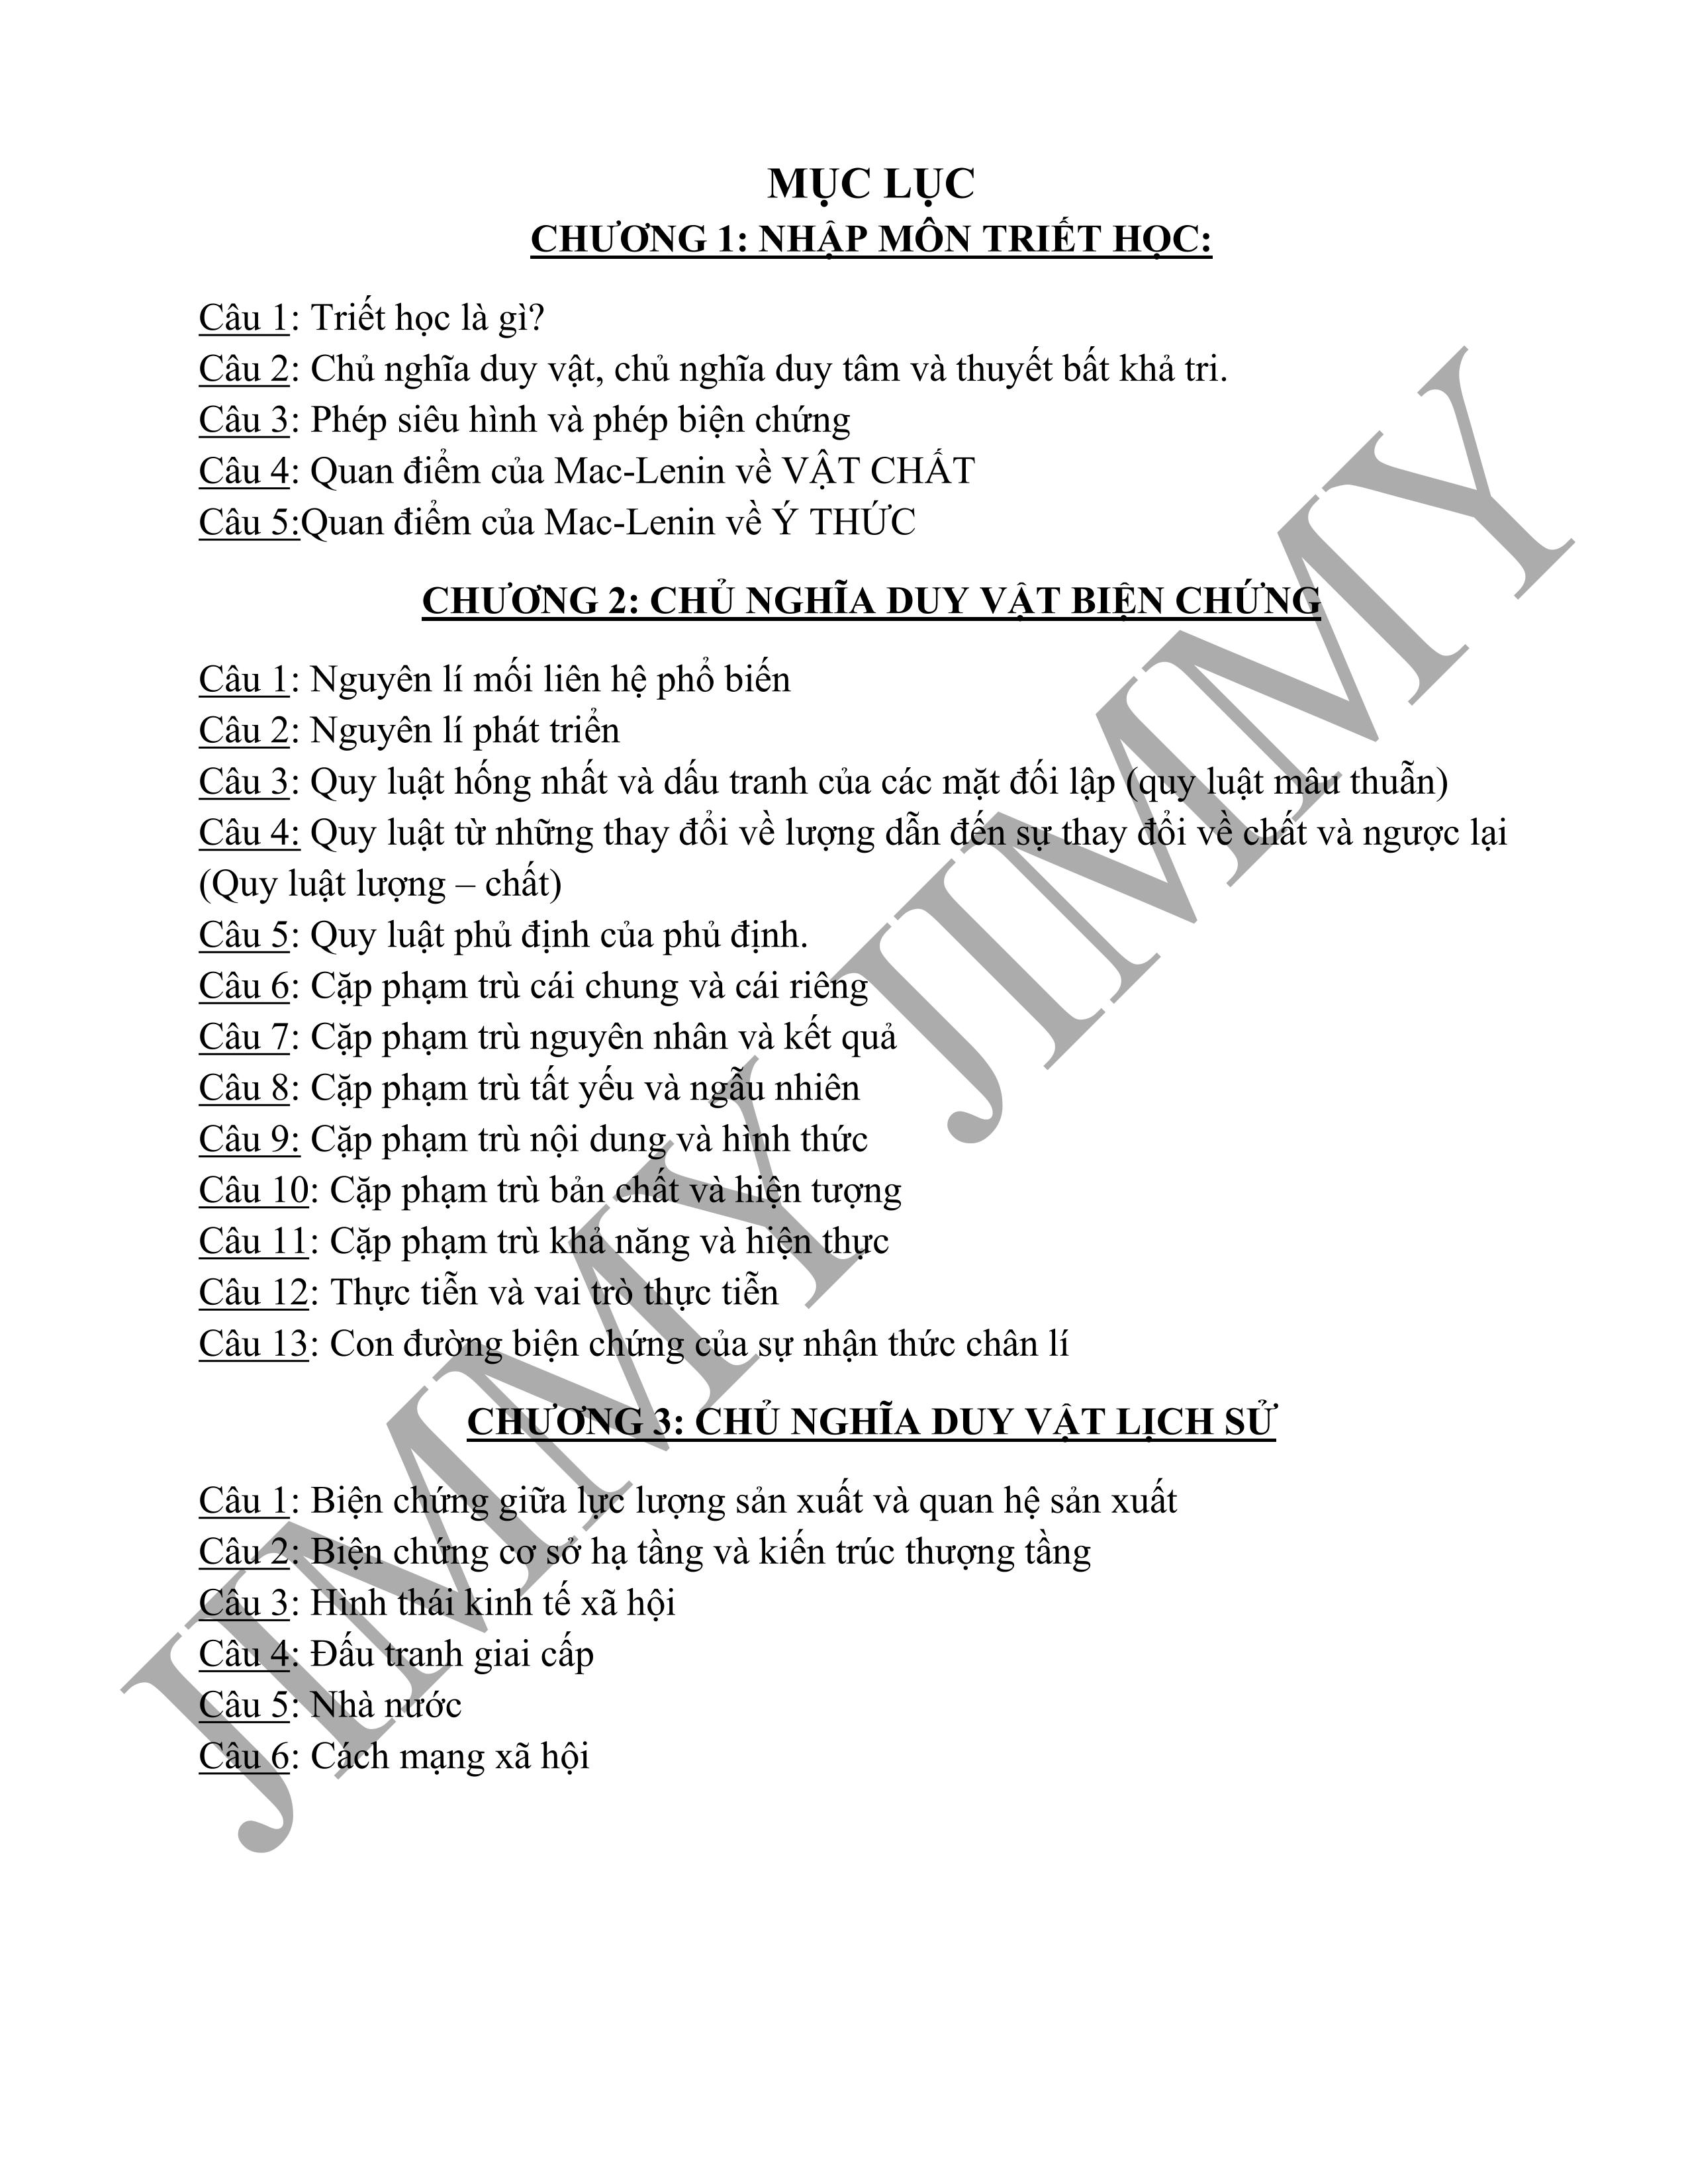 MỤC LỤC
CHƯƠNG 1: NHẬP MÔN TRIẾT HỌC:
Câu 1: Triết học là gì?
Câu 2: Chủ nghĩa duy vật, chủ nghĩa duy tâm và thuyết bất khả tri.
Câu 3: Phép siêu hình và phép biện chứng
Câu 4: Quan điểm của Mac-Lenin về VẬT CHẤT
Câu 5:Quan điểm của Mac-Lenin về Ý THỨC
CHƯƠNG 2: CHỦ NGHĨA DUY VẬT BIỆN CHỨNG
Câu 1: Nguyên lí mối liên hệ phổ biến
Câu 2: Nguyên lí phát triển
Câu 3: Quy luật hống nhất và dấu tranh của các mặt đối lập (quy luật mâu thuẫn)
Câu 4: Quy luật từ những thay đổi về lượng dẫn đến sự thay đổi về chất và ngược lại
(Quy luật lượng – chất)
Câu 5: Quy luật phủ định của phủ định.
Câu 6: Cặp phạm trù cái chung và cái riêng
Câu 7: Cặp phạm trù nguyên nhân và kết quả
Câu 8: Cặp phạm trù tất yếu và ngẫu nhiên
Câu 9: Cặp phạm trù nội dung và hình thức
Câu 10: Cặp phạm trù bản chất và hiện tượng
Câu 11: Cặp phạm trù khả năng và hiện thực
Câu 12: Thực tiễn và vai trò thực tiễn
Câu 13: Con đường biện chứng của sự nhận thức chân lí
CHƯƠNG 3: CHỦ NGHĨA DUY VẬT LỊCH SỬ
Câu 1: Biện chứng giữa lực lượng sản xuất và quan hệ sản xuất
Câu 2: Biện chứng cơ sở hạ tầng và kiến trúc thượng tầng
Câu 3: Hình thái kinh tế xã hội
Câu 4: Đấu tranh giai cấp
Câu 5: Nhà nước
Câu 6: Cách mạng xã hội
JIMMY JIMMY